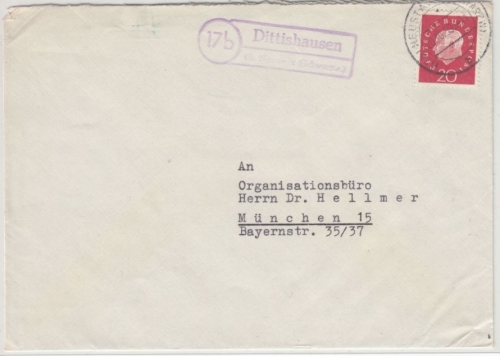 17b
Dittishausen
DEUTSCHE BUNDESPOST
20
An
Organisationsbüro
Herrn Dr. Hellmer
München 15
Bayernstr. 35/37